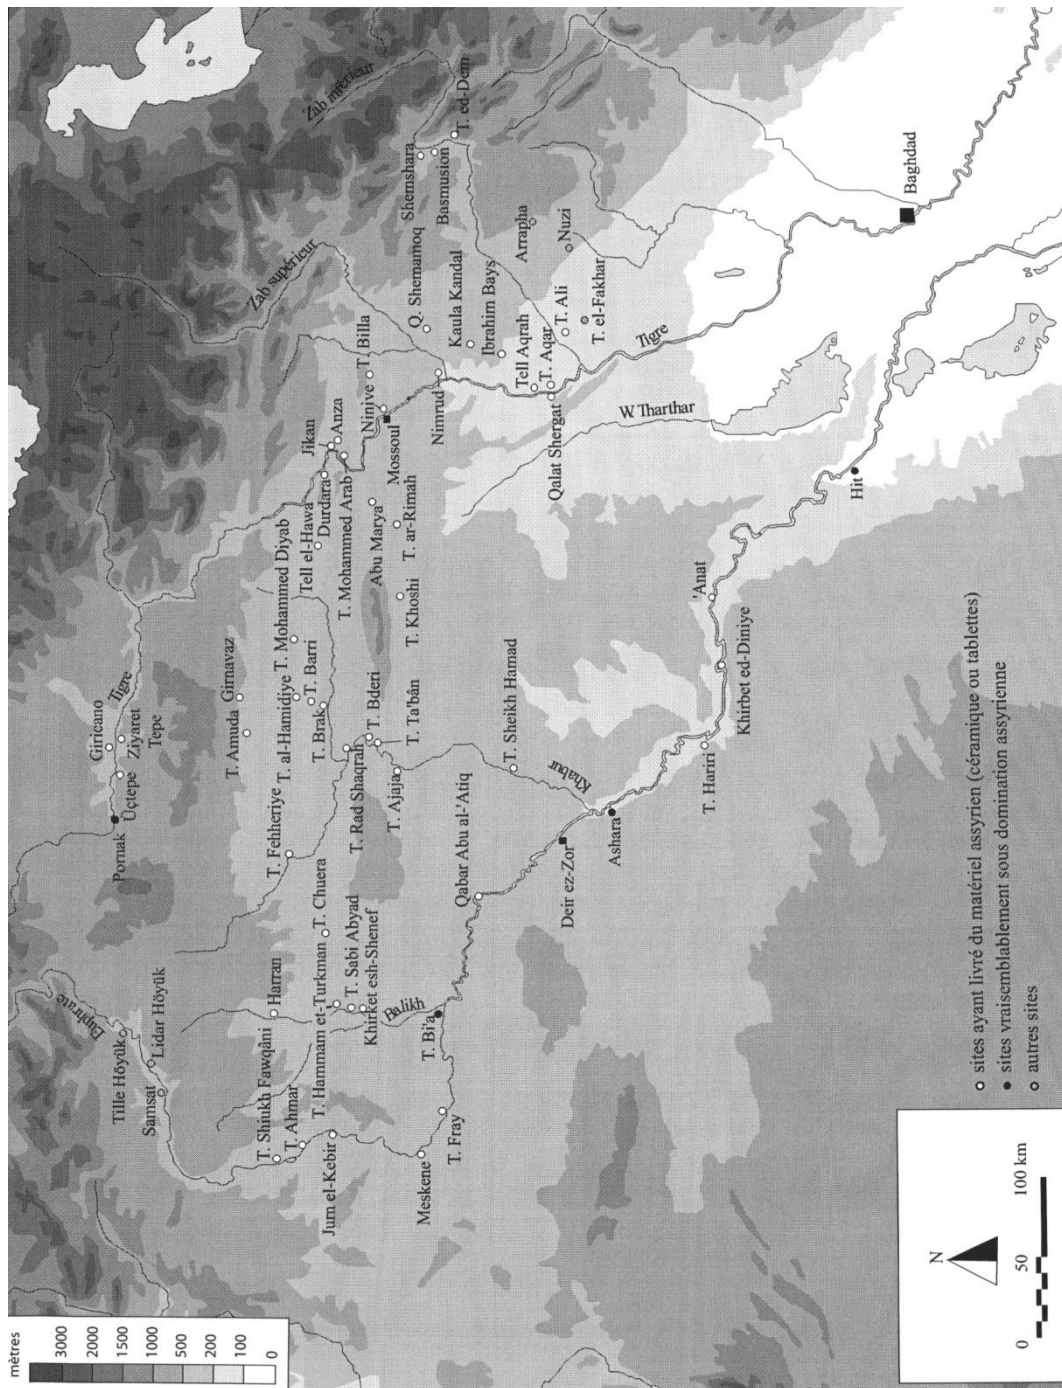 mètres
3000
2000
1500
1000
500
200
100
0
Euphrate
Tille Höyük
Lidar Höyük
Samsat
Pornak
Üçtepe
Giricano
Ziyaret
Tepe
Tigre
Zab supérieur
Zab inférieur
T. Shiukh Fawqâni
T. Ahmar
Jurn el-Kebir
Harran
T. Hammam et-Turkman
T. Chuera
T. Sabi Abyad
Khirket esh-Shenef
Balikh
T. Fehheriye
T. Amuda
Girnavaz
T. al-Hamidiye
T. Mohammed Diyab
T. Barri
T. Brak
Tell el-Hawa
Durdara
Jikan
Anza
T. Mohammed Arab
T. Billa
Ninive
Mossoul
Abu Marya
T. ar-Rimah
T. Khoshi
T. Rad Shaqrah
T. Bderi
T. Ta'bân
T. Ajaja
Meskene
T. Fray
T. Bi'a
Qabar Abu al-'Atiq
T. Sheikh Hamad
Khabur
Nimrud
Q. Shemamoq
Shemshara
Basmusion
T. ed-Dem
Kaula Kandal
Ibrahim Bays
Tell Aqrah
T. Aqar
Qalat Shergat
Arrapha
Nuzi
T. Ali
T. el-Fakhar
Tigre
W Tharthar
Deir ez-Zor
Ashara
T. Hariri
Khirbet ed-Diniye
'Anat
Hit
Baghdad
N
0 50 100 km
sites ayant livré du matériel assyrien (céramique ou tablettes)
sites vraisemblablement sous domination assyrienne
autres sites